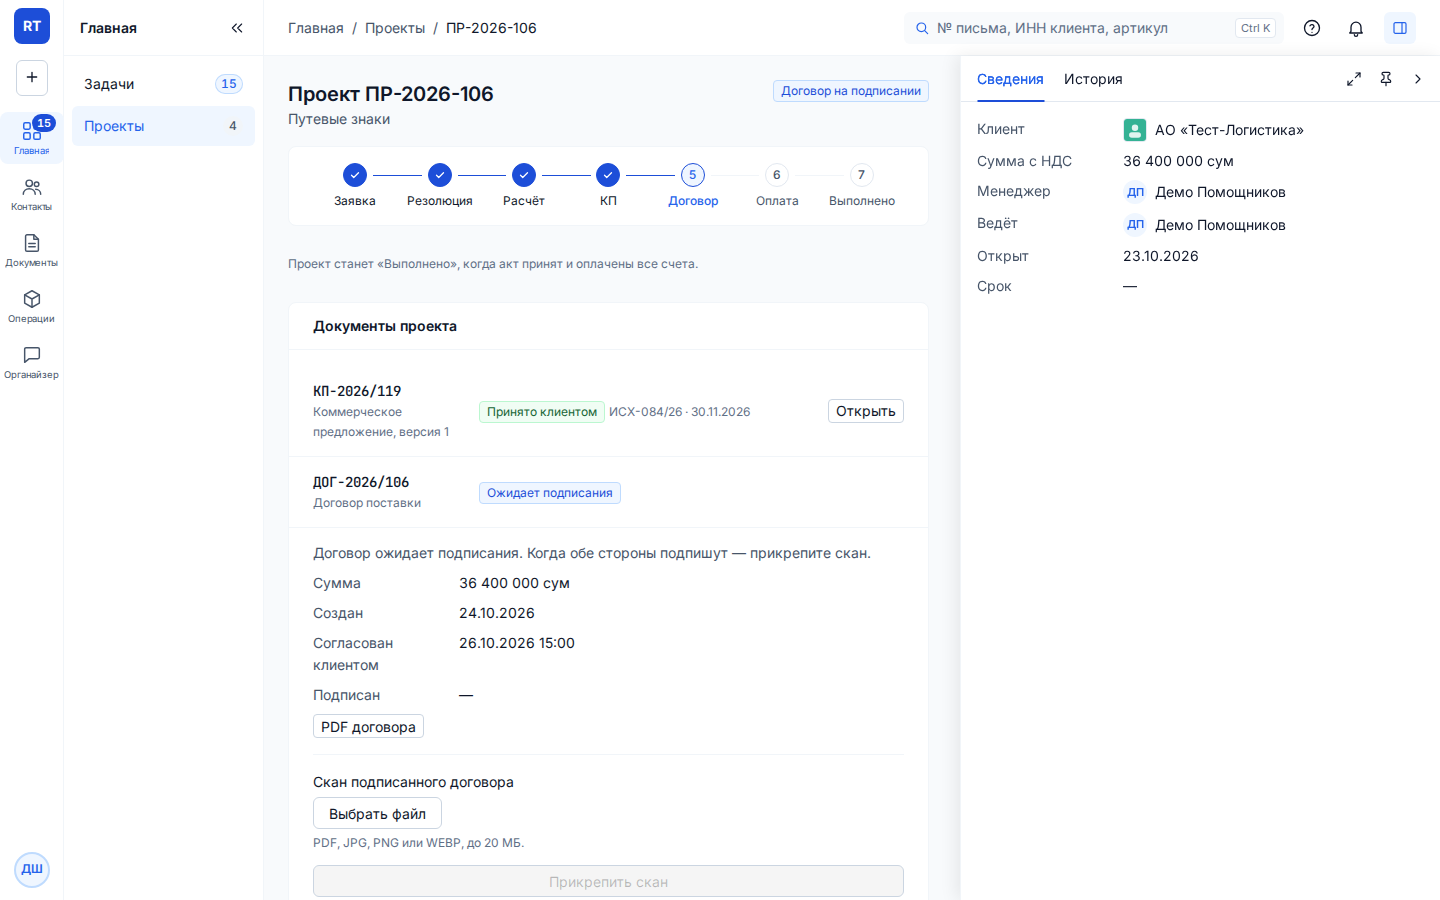 RT
Главная
Главная / Проекты / ПР-2026-106
№ письма, ИНН клиента, артикул
Ctrl K
15
Главная
Контакты
Документы
Операции
Органайзер
ДШ
Задачи
15
Проекты
4
Проект ПР-2026-106
Договор на подписании
Путевые знаки
5
6
7
Заявка
Резолюция
Расчёт
КП
Договор
Оплата
Выполнено
Проект станет «Выполнено», когда акт принят и оплачены все счета.
Документы проекта
КП-2026/119
Коммерческое
предложение, версия 1
Принято клиентом
ИСХ-084/26 · 30.11.2026
Открыть
ДОГ-2026/106
Договор поставки
Ожидает подписания
Договор ожидает подписания. Когда обе стороны подпишут — прикрепите скан.
Сумма
36 400 000 сум
Создан
24.10.2026
Согласован
клиентом
26.10.2026 15:00
Подписан
—
PDF договора
Скан подписанного договора
Выбрать файл
PDF, JPG, PNG или WEBP, до 20 МБ.
Прикрепить скан
Сведения
История
Клиент
АО «Тест-Логистика»
Сумма с НДС
36 400 000 сум
Менеджер
ДП Демо Помощников
Ведёт
ДП Демо Помощников
Открыт
23.10.2026
Срок
—